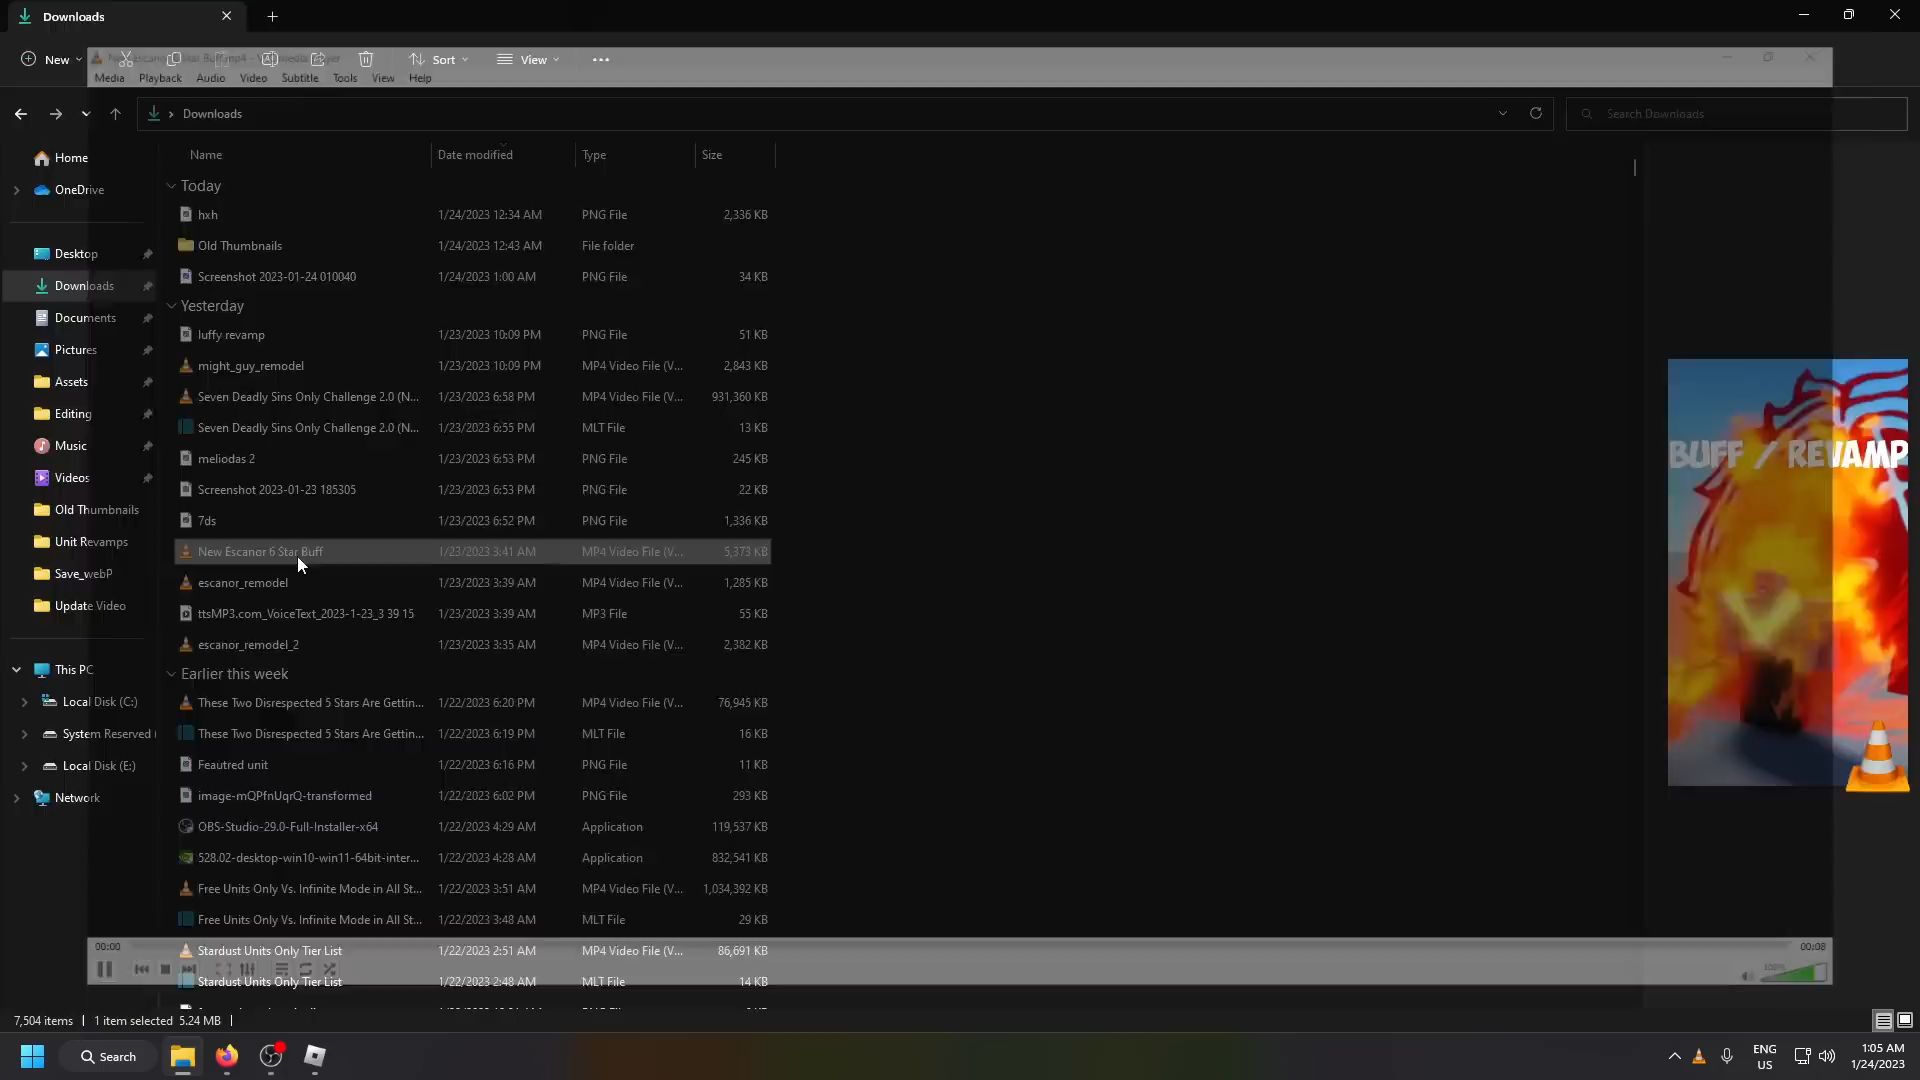 Downloads
New
Sort
View
Media Playback Audio Video Subtitle Tools View Help
Downloads
Search Downloads
Name Date modified Type Size
Home
OneDrive
Desktop
Downloads
Documents
Pictures
Assets
Editing
Music
Videos
Old Thumbnails
Unit Revamps
Save_webP
Update Video
This PC
Local Disk (C:)
System Reserved (
Local Disk (E:)
Network
Today
hxh 1/24/2023 12:34 AM PNG File 2,336 KB
Old Thumbnails 1/24/2023 12:43 AM File folder
Screenshot 2023-01-24 010040 1/24/2023 1:00 AM PNG File 34 KB
Yesterday
luffy revamp 1/23/2023 10:09 PM PNG File 51 KB
might_guy_remodel 1/23/2023 10:09 PM MP4 Video File (V... 2,843 KB
Seven Deadly Sins Only Challenge 2.0 (N... 1/23/2023 6:58 PM MP4 Video File (V... 931,360 KB
Seven Deadly Sins Only Challenge 2.0 (N... 1/23/2023 6:55 PM MLT File 13 KB
meliodas 2 1/23/2023 6:53 PM PNG File 245 KB
Screenshot 2023-01-23 185305 1/23/2023 6:53 PM PNG File 22 KB
7ds 1/23/2023 6:52 PM PNG File 1,336 KB
New Escanor 6 Star Buff 1/23/2023 3:41 AM MP4 Video File (V... 5,373 KB
escanor_remodel 1/23/2023 3:39 AM MP4 Video File (V... 1,285 KB
ttsMP3.com_VoiceText_2023-1-23_3 39 15 1/23/2023 3:39 AM MP3 File 55 KB
escanor_remodel_2 1/23/2023 3:35 AM MP4 Video File (V... 2,382 KB
Earlier this week
These Two Disrespected 5 Stars Are Gettin... 1/22/2023 6:20 PM MP4 Video File (V... 76,945 KB
These Two Disrespected 5 Stars Are Gettin... 1/22/2023 6:19 PM MLT File 16 KB
Feautred unit 1/22/2023 6:16 PM PNG File 11 KB
image-mQPfnUqrQ-transformed 1/22/2023 6:02 PM PNG File 293 KB
OBS-Studio-29.0-Full-Installer-x64 1/22/2023 4:29 AM Application 119,537 KB
528.02-desktop-win10-win11-64bit-inter... 1/22/2023 4:28 AM Application 832,541 KB
Free Units Only Vs. Infinite Mode in All St... 1/22/2023 3:51 AM MP4 Video File (V... 1,034,392 KB
Free Units Only Vs. Infinite Mode in All St... 1/22/2023 3:48 AM MLT File 29 KB
Stardust Units Only Tier List 1/22/2023 2:51 AM MP4 Video File (V... 86,691 KB
Stardust Units Only Tier List 1/22/2023 2:48 AM MLT File 14 KB
BUFF / REVAMP
00:00
00:08
100%
7,504 items 1 item selected 5.24 MB
Search
ENG
US
1:05 AM
1/24/2023